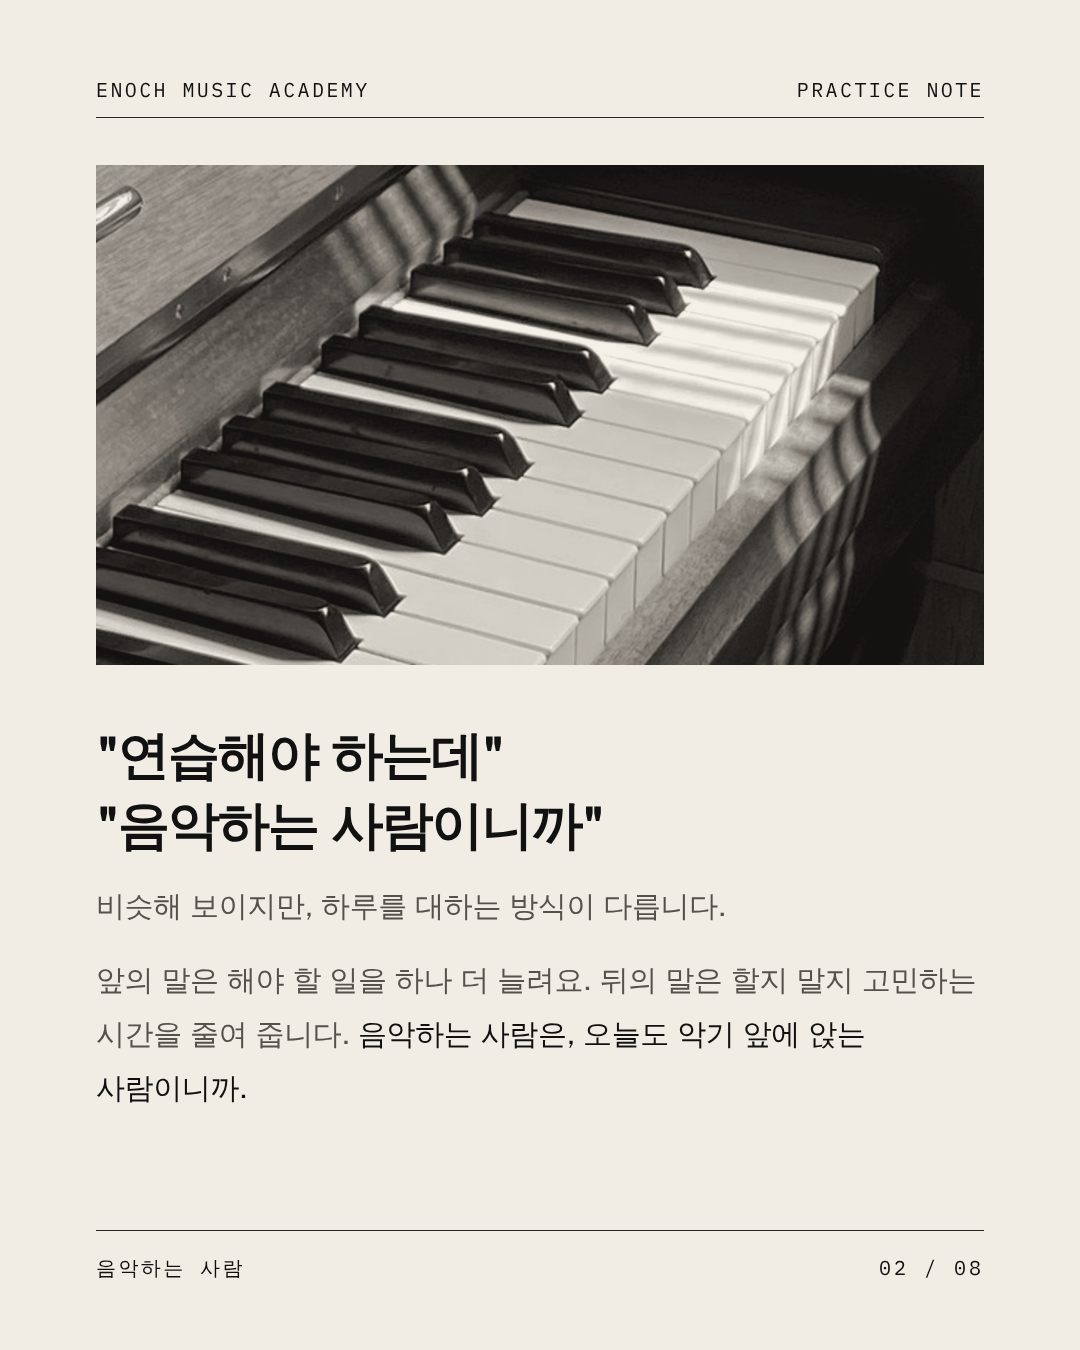 ENOCH MUSIC ACADEMY
PRACTICE NOTE
"연습해야 하는데"
"음악하는 사람이니까"
비슷해 보이지만, 하루를 대하는 방식이 다릅니다.
앞의 말은 해야 할 일을 하나 더 늘려요. 뒤의 말은 할지 말지 고민하는
시간을 줄여 줍니다. 음악하는 사람은, 오늘도 악기 앞에 앉는
사람이니까.
음악하는 사람
02 / 08